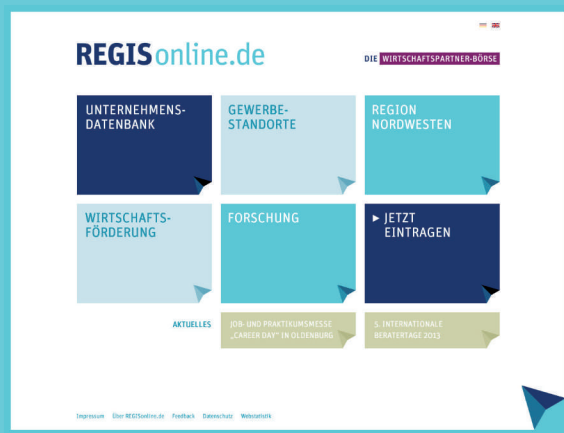 REGISonline.de
DIE WIRTSCHAFTSPARTNER-BÖRSE
UNTERNEHMENS-
DATENBANK
GEWERBE-
STANDORTE
REGION
NORDWESTEN
WIRTSCHAFTS-
FÖRDERUNG
FORSCHUNG
► JETZT
EINTRAGEN
AKTUELLES
JOB- UND PRAKTIKUMSMESSE
„CAREER DAY“ IN OLDENBURG
5. INTERNATIONALE
BERATERTAGE 2013
Impressum Über REGISonline.de Feedback Datenschutz Webstatistik